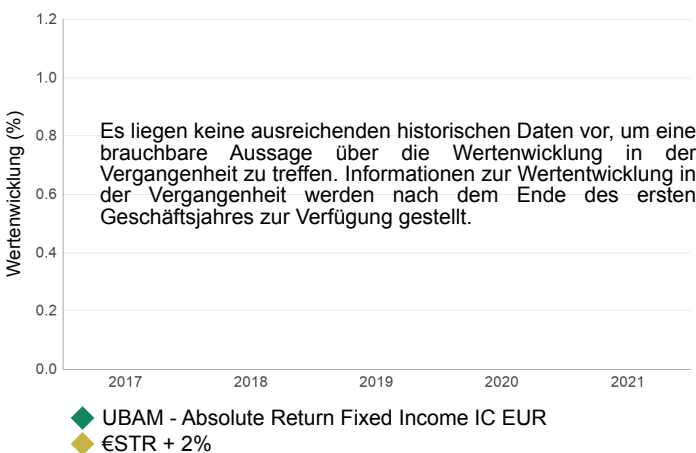 1.2
1.0
0.8
0.6
0.4
0.2
0.0
Wertenwicklung (%)
Es liegen keine ausreichenden historischen Daten vor, um eine
brauchbare Aussage über die Wertenwicklung in der
Vergangenheit zu treffen. Informationen zur Wertentwicklung in
der Vergangenheit werden nach dem Ende des ersten
Geschäftsjahres zur Verfügung gestellt.
2017 2018 2019 2020 2021
UBAM - Absolute Return Fixed Income IC EUR
€STR + 2%